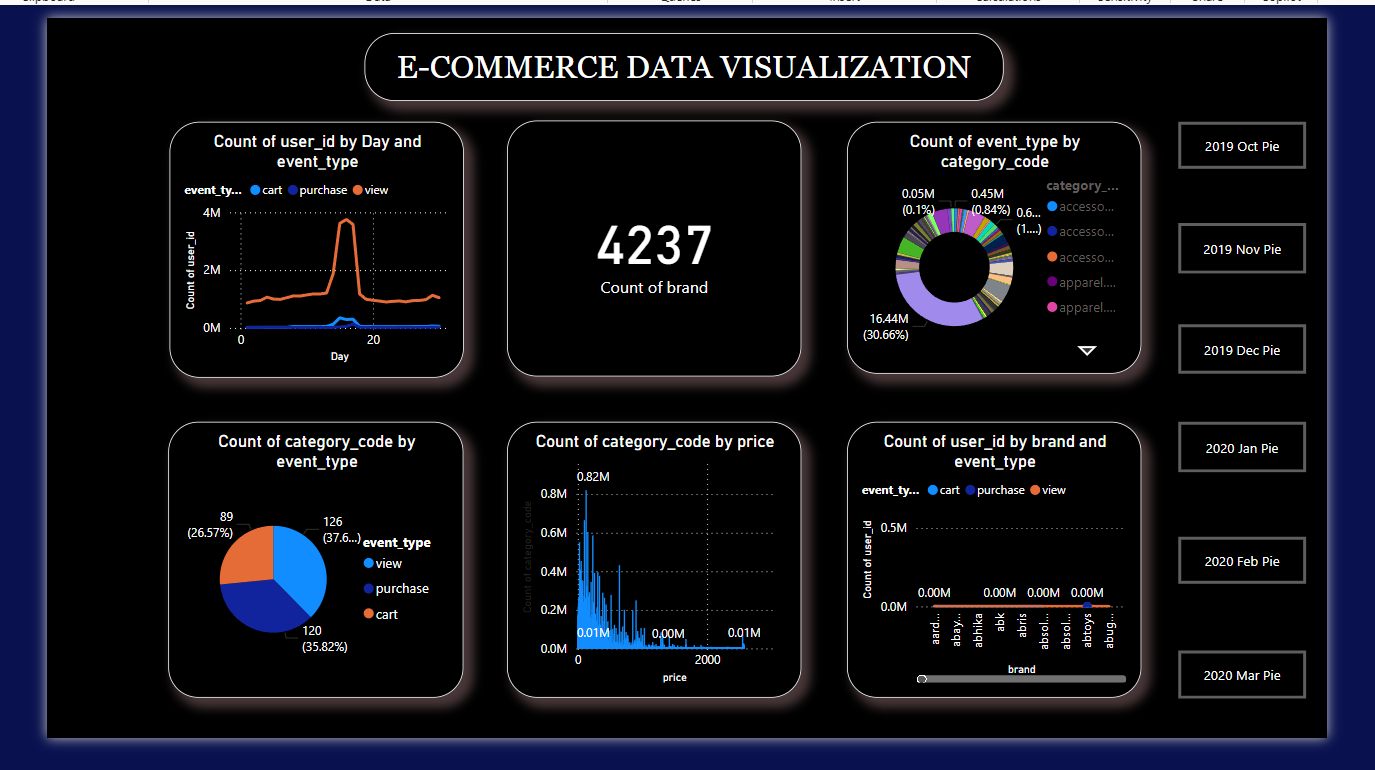 E-COMMERCE DATA VISUALIZATION
Count of user_id by Day and
event_type
event_ty... cart purchase view
4M
2M
0M
Count of user_id
0 20
Day
4237
Count of brand
Count of event_type by
category_code
0.05M
(0.1%)
0.45M
(0.84%)
0.6...
(1....)
16.44M
(30.66%)
category_...
accesso...
accesso...
accesso...
apparel....
apparel....
2019 Oct Pie
2019 Nov Pie
2019 Dec Pie
2020 Jan Pie
2020 Feb Pie
2020 Mar Pie
Count of category_code by
event_type
89
(26.57%)
126
(37.6...)
120
(35.82%)
event_type
view
purchase
cart
Count of category_code by price
0.82M
0.8M
0.6M
0.4M
0.2M
0.0M
Count of category_code
0.01M 0.00M 0.01M
0 2000
price
Count of user_id by brand and
event_type
event_ty... cart purchase view
0.5M
0.0M
Count of user_id
0.00M 0.00M 0.00M 0.00M
aard...
abay...
abhika
abk
abris
absol...
absol...
abtoys
abug...
brand